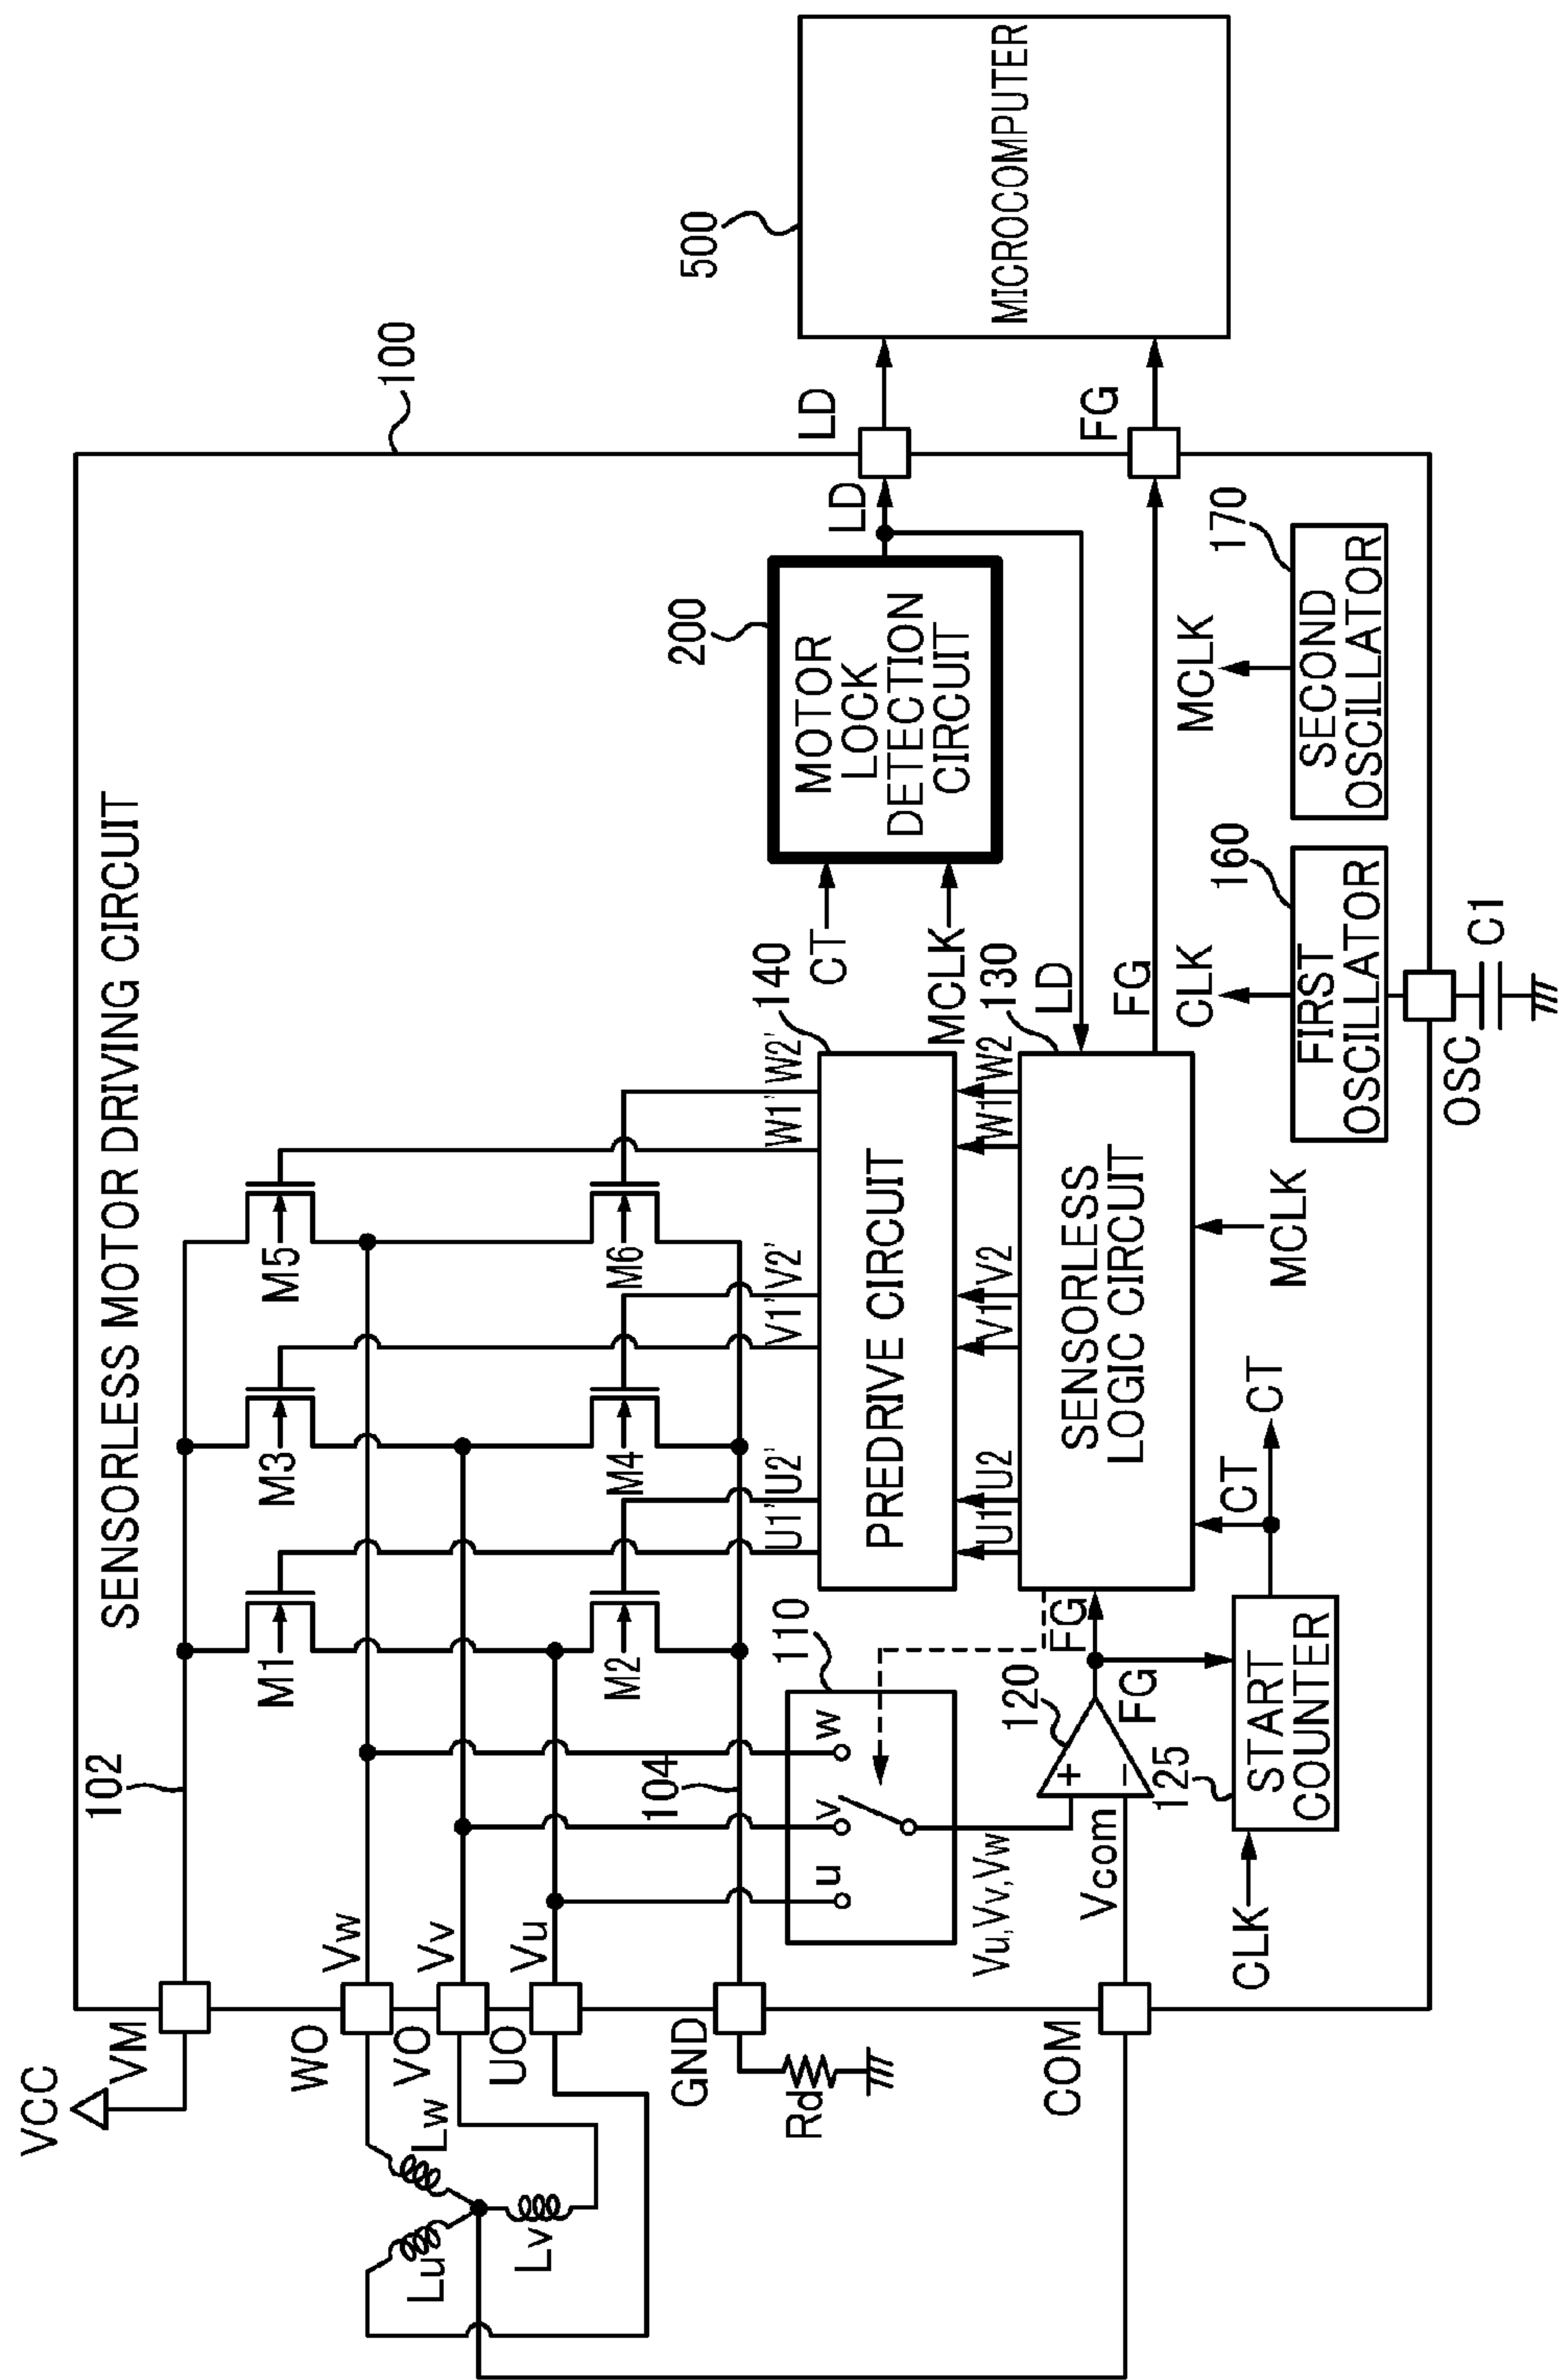 SENSORLESS MOTOR DRIVING CIRCUIT
100
VCC
VM
102
M1
M3
M5
WO
Vw
VO
Vv
UO
Vu
Lw
Lu
Lv
M2
M4
M6
GND
104
Rd
U1'
U2'
V1'
V2'
W1'
W2'
140
PREDRIVE CIRCUIT
110
u
v
w
U1
U2
V1
V2
W1
W2
130
SENSORLESS
LOGIC CIRCUIT
Vu,Vv,Vw
120
+
−
FG
FG
Vcom
COM
125
START
COUNTER
CLK
CT
CT
MCLK
200
MOTOR
LOCK
DETECTION
CIRCUIT
CT
MCLK
LD
LD
LD
FG
FG
500
MICROCOMPUTER
160
FIRST
OSCILLATOR
CLK
170
SECOND
OSCILLATOR
MCLK
OSC
C1